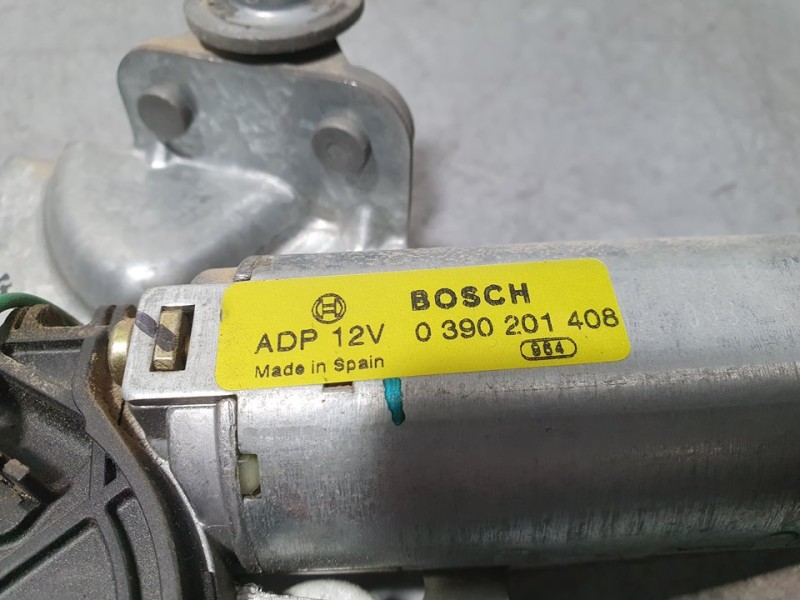 BOSCH
ADP 12V 0 390 201 408
Made in Spain 964